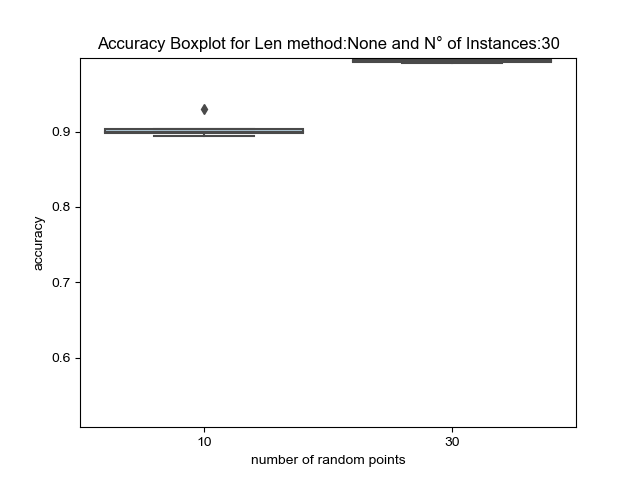 Accuracy Boxplot for Len method:None and N° of Instances:30
accuracy
0.9
0.8
0.7
0.6
10
30
number of random points